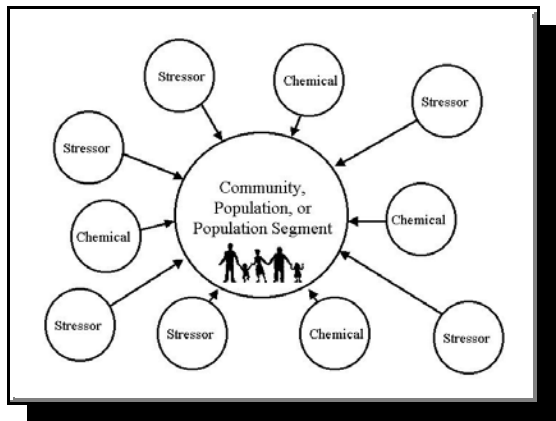 Stressor
Chemical
Stressor
Stressor
Community,
Population, or
Population Segment
Chemical
Chemical
Stressor
Stressor
Chemical
Stressor